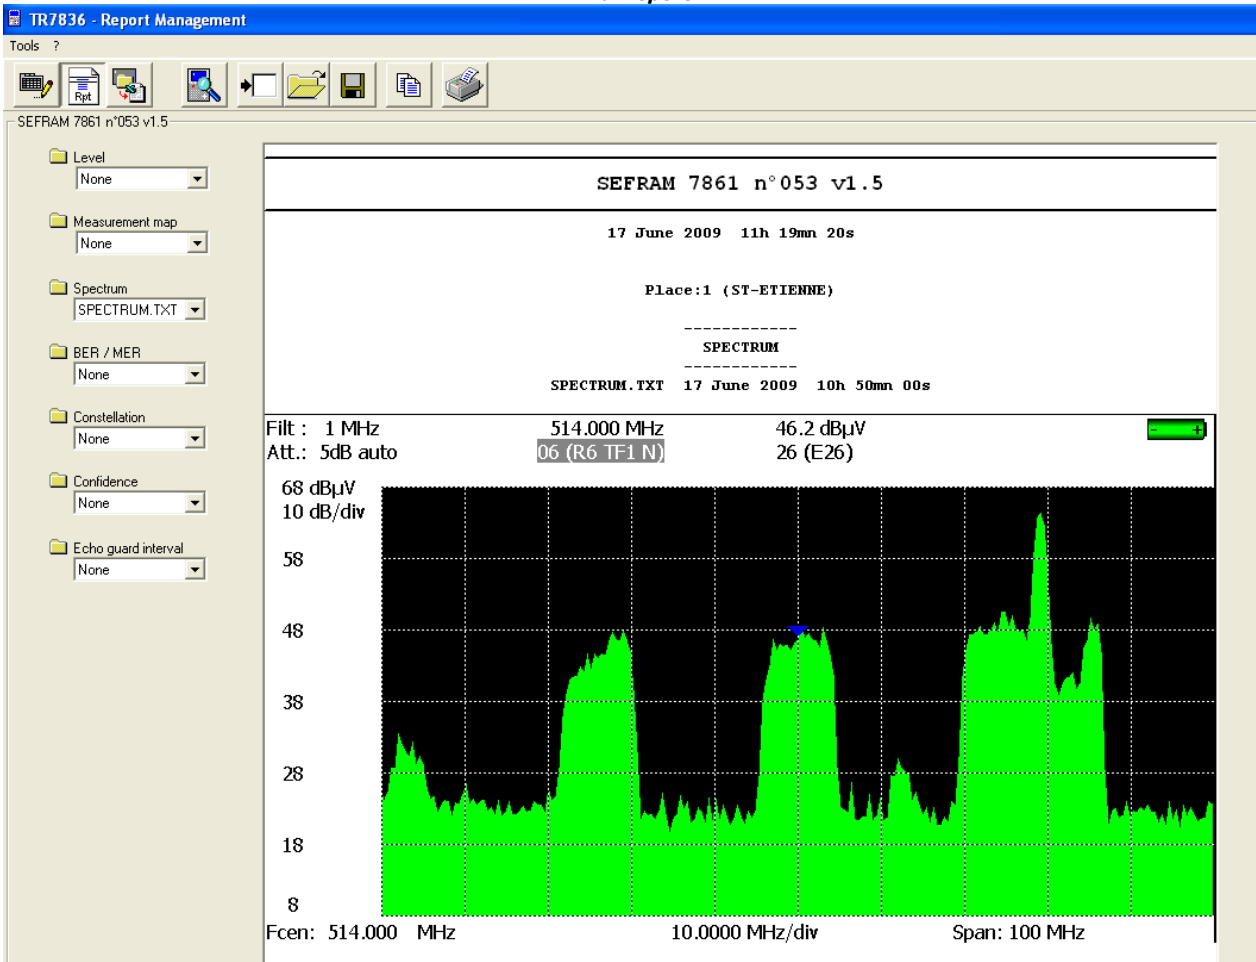 TR7836 - Report Management
Tools ?
Rpt
SEFRAM 7861 n°053 v1.5
Level
None
Measurement map
None
Spectrum
SPECTRUM.TXT
BER / MER
None
Constellation
None
Confidence
None
Echo guard interval
None
SEFRAM 7861 n°053 v1.5
17 June 2009 11h 19mn 20s
Place:1 (ST-ETIENNE)
------------
SPECTRUM
------------
SPECTRUM.TXT 17 June 2009 10h 50mn 00s
Filt : 1 MHz 514.000 MHz 46.2 dBµV - +
Att.: 5dB auto 06 (R6 TF1 N) 26 (E26)
68 dBµV
10 dB/div
58
48
38
28
18
8
Fcen: 514.000 MHz 10.0000 MHz/div Span: 100 MHz